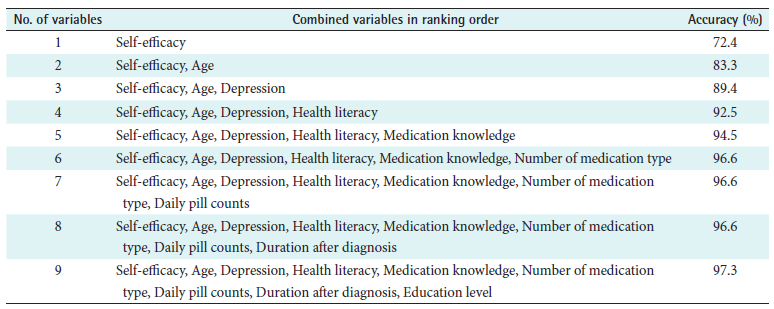 No. of variables Combined variables in ranking order Accuracy (%)
1 Self-efficacy 72.4
2 Self-efficacy, Age 83.3
3 Self-efficacy, Age, Depression 89.4
4 Self-efficacy, Age, Depression, Health literacy 92.5
5 Self-efficacy, Age, Depression, Health literacy, Medication knowledge 94.5
6 Self-efficacy, Age, Depression, Health literacy, Medication knowledge, Number of medication type 96.6
7 Self-efficacy, Age, Depression, Health literacy, Medication knowledge, Number of medication 96.6
type, Daily pill counts
8 Self-efficacy, Age, Depression, Health literacy, Medication knowledge, Number of medication 96.6
type, Daily pill counts, Duration after diagnosis
9 Self-efficacy, Age, Depression, Health literacy, Medication knowledge, Number of medication 97.3
type, Daily pill counts, Duration after diagnosis, Education level